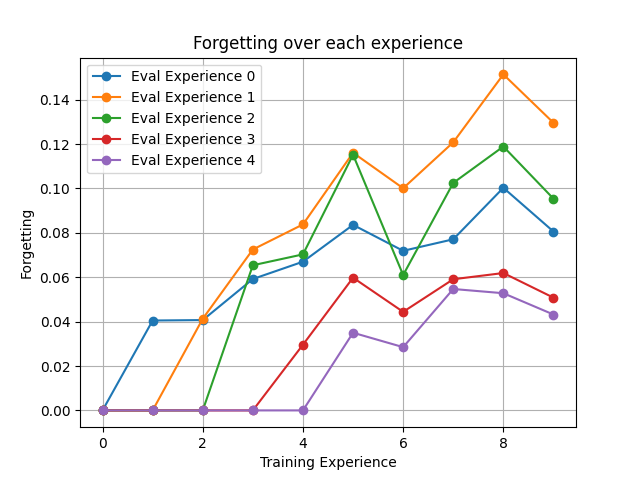 Forgetting over each experience
Eval Experience 0
Eval Experience 1
Eval Experience 2
Eval Experience 3
Eval Experience 4
Forgetting
0.14
0.12
0.10
0.08
0.06
0.04
0.02
0.00
0 2 4 6 8
Training Experience